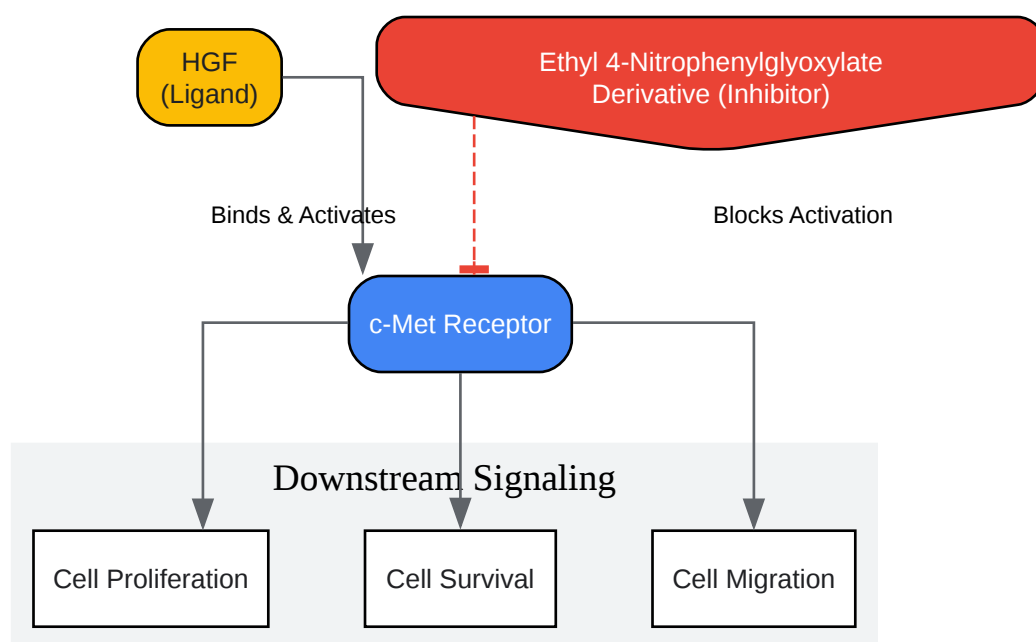 HGF
(Ligand)
Ethyl 4-Nitrophenylglyoxylate
Derivative (Inhibitor)
Binds & Activates
Blocks Activation
c-Met Receptor
Downstream Signaling
Cell Proliferation
Cell Survival
Cell Migration